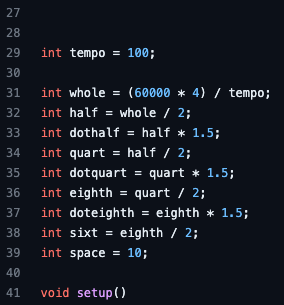 27
28
29 int tempo = 100;
30
31 int whole = (60000 * 4) / tempo;
32 int half = whole / 2;
33 int dothalf = half * 1.5;
34 int quart = half / 2;
35 int dotquart = quart * 1.5;
36 int eighth = quart / 2;
37 int doteighth = eighth * 1.5;
38 int sixt = eighth / 2;
39 int space = 10;
40
41 void setup()